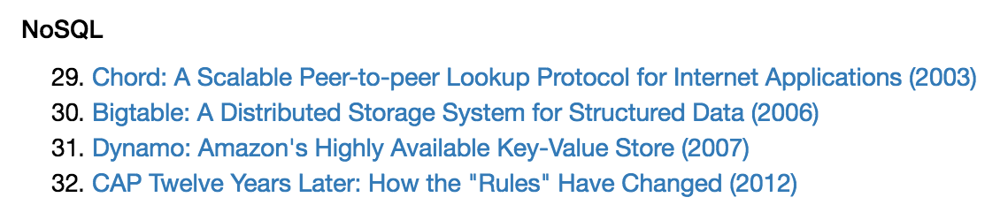 NoSQL
29. Chord: A Scalable Peer-to-peer Lookup Protocol for Internet Applications (2003)
30. Bigtable: A Distributed Storage System for Structured Data (2006)
31. Dynamo: Amazon's Highly Available Key-Value Store (2007)
32. CAP Twelve Years Later: How the "Rules" Have Changed (2012)